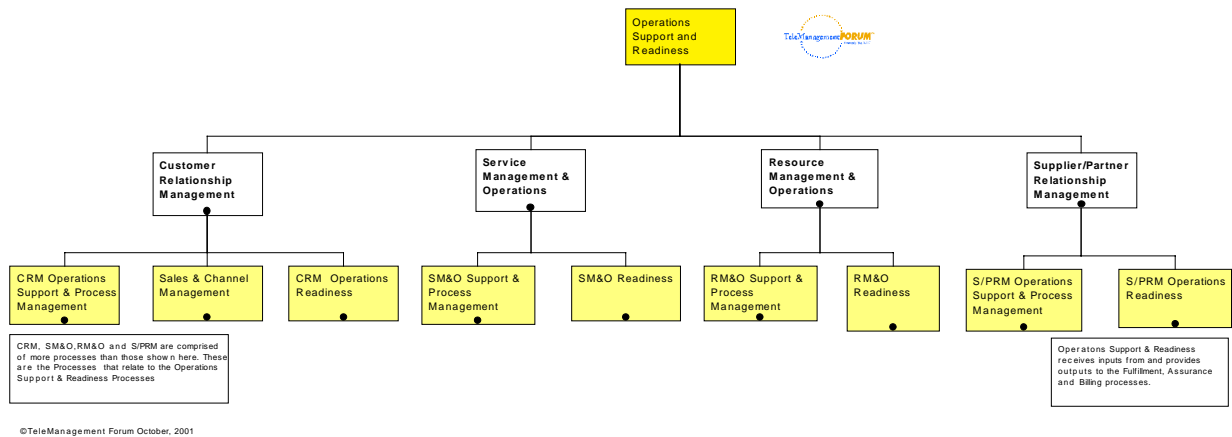 Operations
Support and
Readiness
TeleManagement FORUM
Customer
Relationship
Management
Service
Management &
Operations
Resource
Management &
Operations
Supplier/Partner
Relationship
Management
CRM Operations
Support & Process
Management
Sales & Channel
Management
CRM Operations
Readiness
SM&O Support &
Process
Management
SM&O Readiness
RM&O Support &
Process
Management
RM&O
Readiness
S/PRM Operations
Support & Process
Management
S/PRM Operations
Readiness
CRM, SM&O,RM&O and S/PRM are comprised
of more processes than those shown here. These
are the Processes that relate to the Operations
Support & Readiness Processes
Operatons Support & Readiness
receives inputs from and provides
outputs to the Fulfillment, Assurance
and Billing processes.
©TeleManagement Forum October, 2001